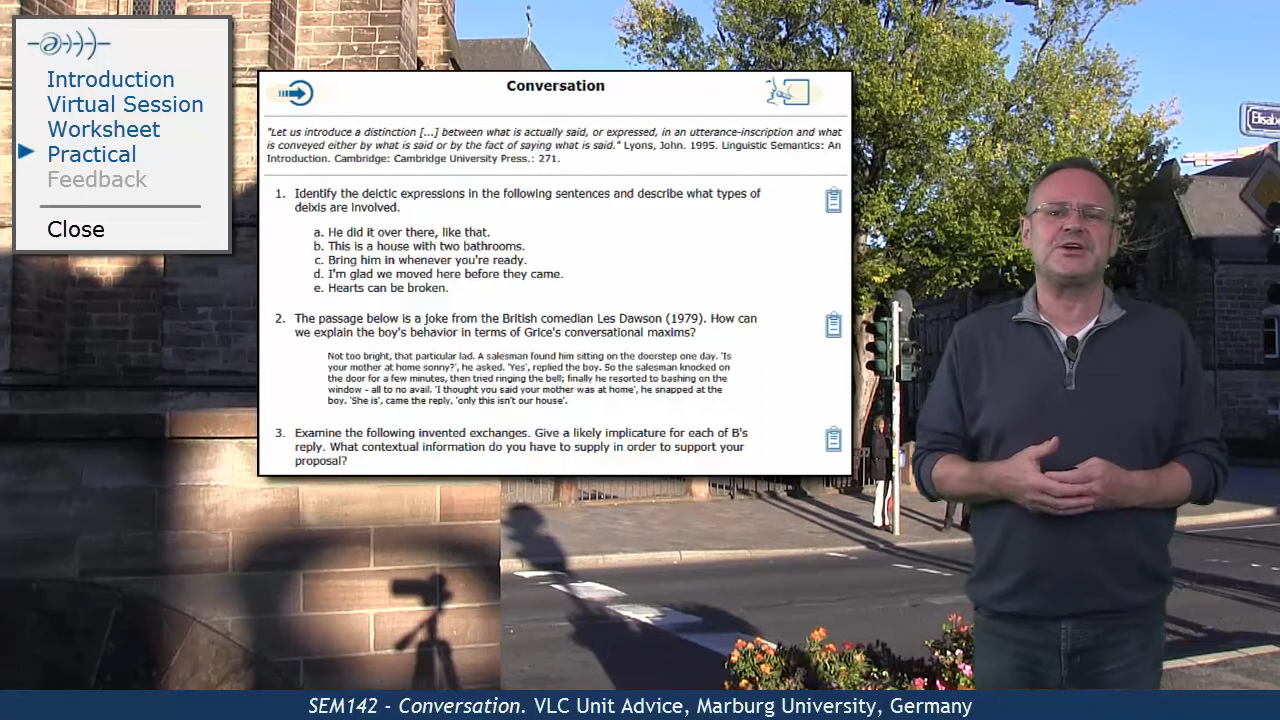 Introduction
Virtual Session
Worksheet
Practical
Feedback
Close
Conversation
"Let us introduce a distinction [...] between what is actually said, or expressed, in an utterance-inscription and what
is conveyed either by what is said or by the fact of saying what is said." Lyons, John. 1995. Linguistic Semantics: An
Introduction. Cambridge: Cambridge University Press.: 271.
1. Identify the deictic expressions in the following sentences and describe what types of
deixis are involved.
a. He did it over there, like that.
b. This is a house with two bathrooms.
c. Bring him in whenever you're ready.
d. I'm glad we moved here before they came.
e. Hearts can be broken.
2. The passage below is a joke from the British comedian Les Dawson (1979). How can
we explain the boy's behavior in terms of Grice's conversational maxims?
Not too bright, that particular lad. A salesman found him sitting on the doorstep one day. 'Is
your mother at home sonny?', he asked. 'Yes', replied the boy. So the salesman knocked on
the door for a few minutes, then tried ringing the bell; finally he resorted to bashing on the
window - all to no avail. 'I thought you said your mother was at home', he snapped at the
boy. 'She is', came the reply, 'only this isn't our house'.
3. Examine the following invented exchanges. Give a likely implicature for each of B's
reply. What contextual information do you have to supply in order to support your
proposal?
SEM142 - Conversation. VLC Unit Advice, Marburg University, Germany